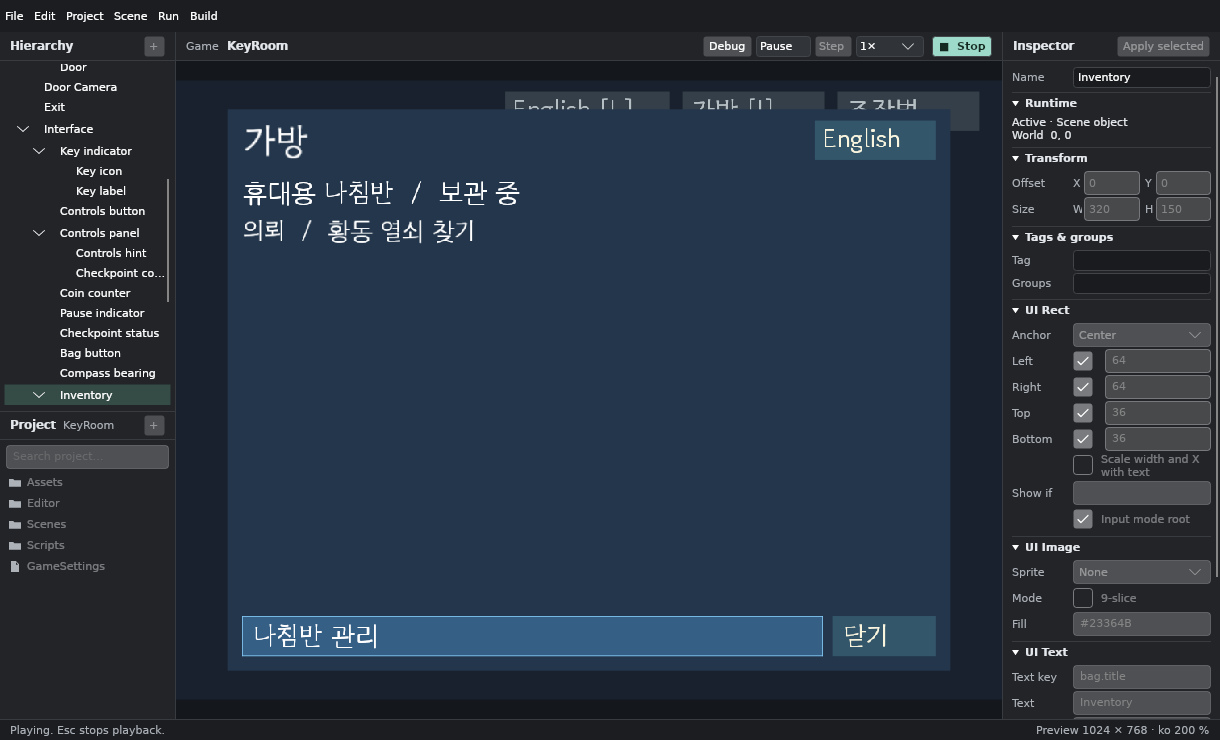 File Edit Project Scene Run Build
Hierarchy +
Door
Door Camera
Exit
Interface
Key indicator
Key icon
Key label
Controls button
Controls panel
Controls hint
Checkpoint co...
Coin counter
Pause indicator
Checkpoint status
Bag button
Compass bearing
Inventory
Project KeyRoom +
Search project...
Assets
Editor
Scenes
Scripts
GameSettings
Game KeyRoom Debug Pause Step 1× Stop
English [L] 가방 [I] 조작법
가방 English
휴대용 나침반 / 보관 중
의뢰 / 황동 열쇠 찾기
나침반 관리 닫기
Inspector Apply selected
Name Inventory
Runtime
Active · Scene object
World 0, 0
Transform
Offset X 0 Y 0
Size W 320 H 150
Tags & groups
Tag
Groups
UI Rect
Anchor Center
Left 64
Right 64
Top 36
Bottom 36
Scale width and X
with text
Show if
Input mode root
UI Image
Sprite None
Mode 9-slice
Fill #23364B
UI Text
Text key bag.title
Text Inventory
Playing. Esc stops playback. Preview 1024 × 768 · ko 200 %